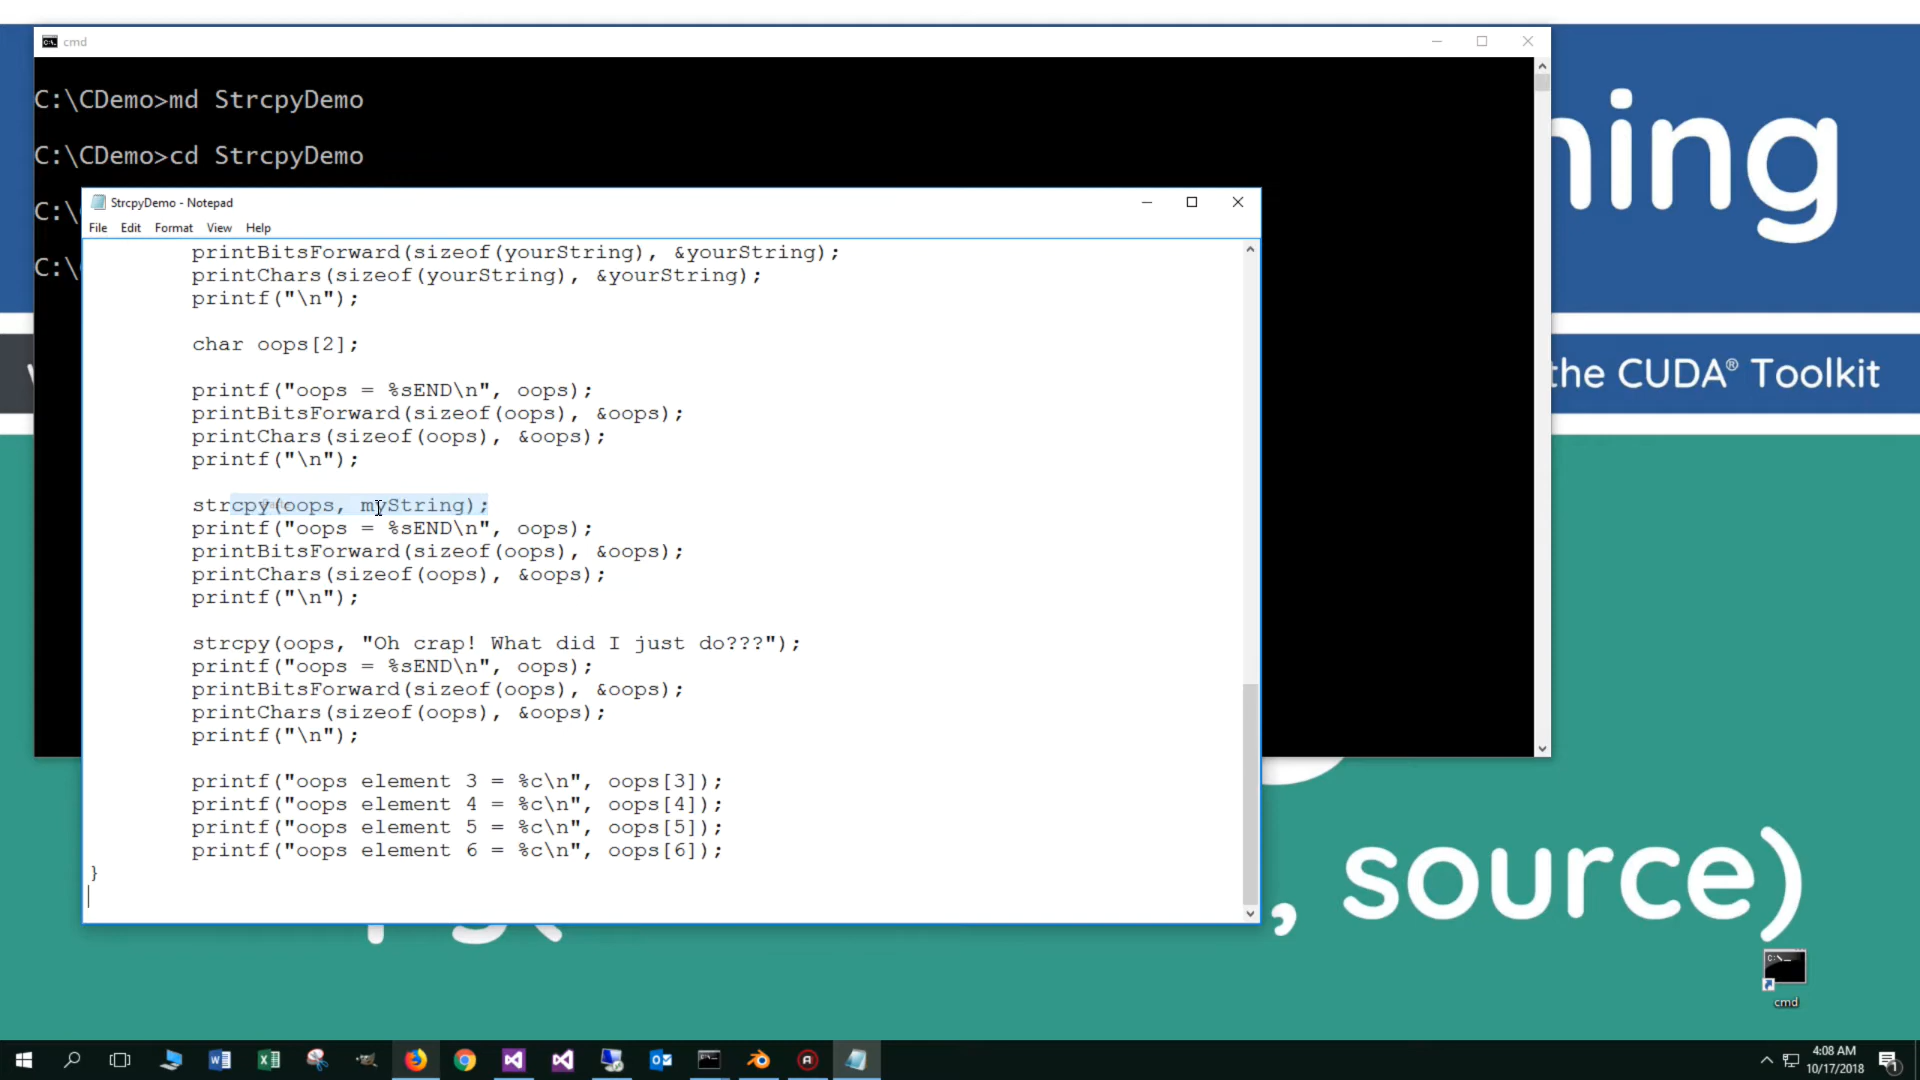 cmd
C:\CDemo>md StrcpyDemo
C:\CDemo>cd StrcpyDemo
C:\
C:\
StrcpyDemo - Notepad
File Edit Format View Help
printBitsForward(sizeof(yourString), &yourString);
printChars(sizeof(yourString), &yourString);
printf("\n");
char oops[2];
printf("oops = %sEND\n", oops);
printBitsForward(sizeof(oops), &oops);
printChars(sizeof(oops), &oops);
printf("\n");
strcpy(oops, myString);
printf("oops = %sEND\n", oops);
printBitsForward(sizeof(oops), &oops);
printChars(sizeof(oops), &oops);
printf("\n");
strcpy(oops, "Oh crap! What did I just do???");
printf("oops = %sEND\n", oops);
printBitsForward(sizeof(oops), &oops);
printChars(sizeof(oops), &oops);
printf("\n");
printf("oops element 3 = %c\n", oops[3]);
printf("oops element 4 = %c\n", oops[4]);
printf("oops element 5 = %c\n", oops[5]);
printf("oops element 6 = %c\n", oops[6]);
}
ning
the CUDA® Toolkit
, source)
cmd
4:08 AM
10/17/2018